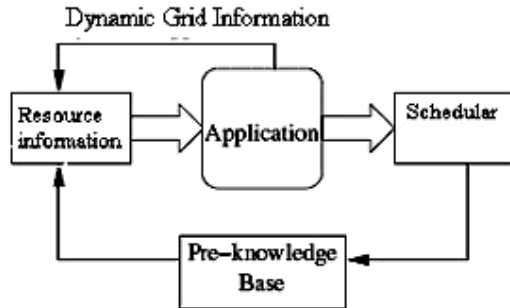 Dynamic Grid Information
Resource
information
Application
Schedular
Pre-knowledge
Base